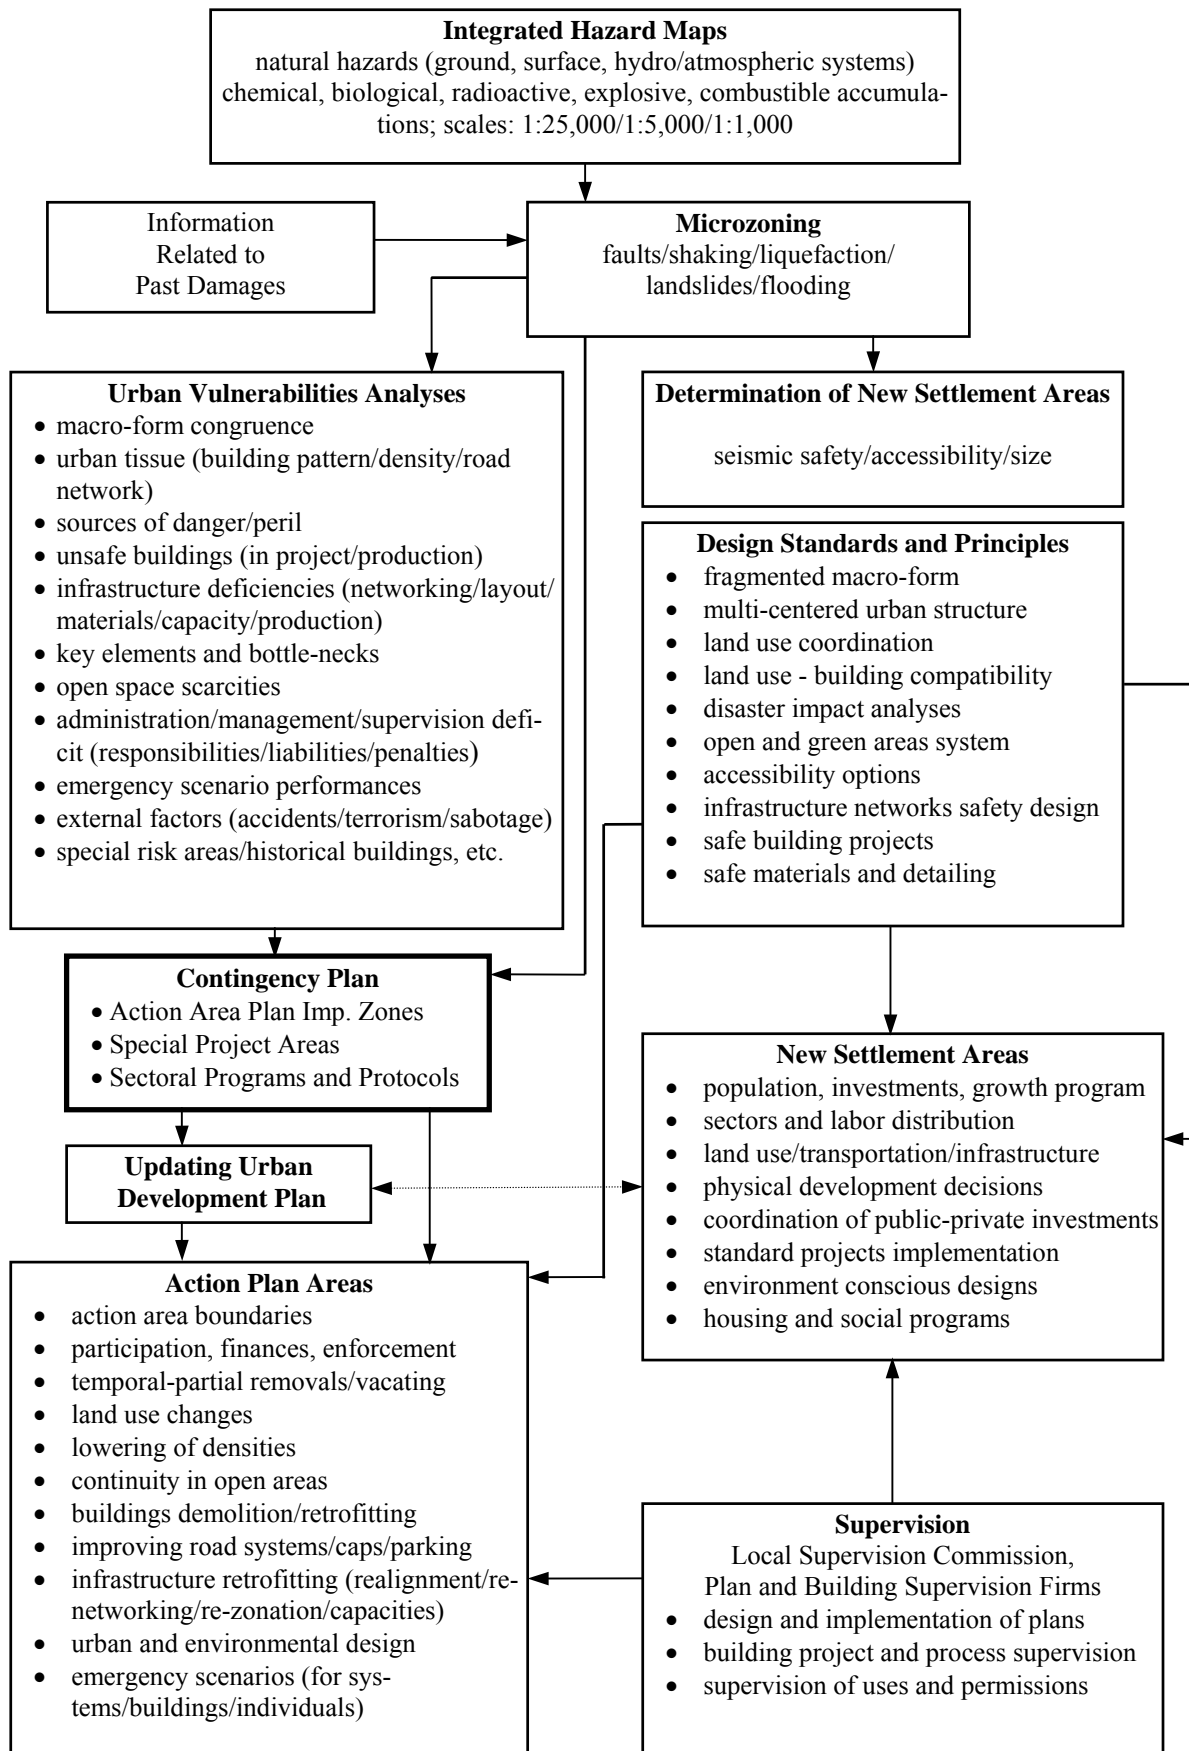 Integrated Hazard Maps
natural hazards (ground, surface, hydro/atmospheric systems)
chemical, biological, radioactive, explosive, combustible accumula-
tions; scales: 1:25,000/1:5,000/1:1,000
Information
Related to
Past Damages
Microzoning
faults/shaking/liquefaction/
landslides/flooding
Urban Vulnerabilities Analyses
• macro-form congruence
• urban tissue (building pattern/density/road
network)
• sources of danger/peril
• unsafe buildings (in project/production)
• infrastructure deficiencies (networking/layout/
materials/capacity/production)
• key elements and bottle-necks
• open space scarcities
• administration/management/supervision defi-
cit (responsibilities/liabilities/penalties)
• emergency scenario performances
• external factors (accidents/terrorism/sabotage)
• special risk areas/historical buildings, etc.
Determination of New Settlement Areas
seismic safety/accessibility/size
Design Standards and Principles
• fragmented macro-form
• multi-centered urban structure
• land use coordination
• land use - building compatibility
• disaster impact analyses
• open and green areas system
• accessibility options
• infrastructure networks safety design
• safe building projects
• safe materials and detailing
Contingency Plan
• Action Area Plan Imp. Zones
• Special Project Areas
• Sectoral Programs and Protocols
Updating Urban
Development Plan
New Settlement Areas
• population, investments, growth program
• sectors and labor distribution
• land use/transportation/infrastructure
• physical development decisions
• coordination of public-private investments
• standard projects implementation
• environment conscious designs
• housing and social programs
Action Plan Areas
• action area boundaries
• participation, finances, enforcement
• temporal-partial removals/vacating
• land use changes
• lowering of densities
• continuity in open areas
• buildings demolition/retrofitting
• improving road systems/caps/parking
• infrastructure retrofitting (realignment/re-
networking/re-zonation/capacities)
• urban and environmental design
• emergency scenarios (for sys-
tems/buildings/individuals)
Supervision
Local Supervision Commission,
Plan and Building Supervision Firms
• design and implementation of plans
• building project and process supervision
• supervision of uses and permissions